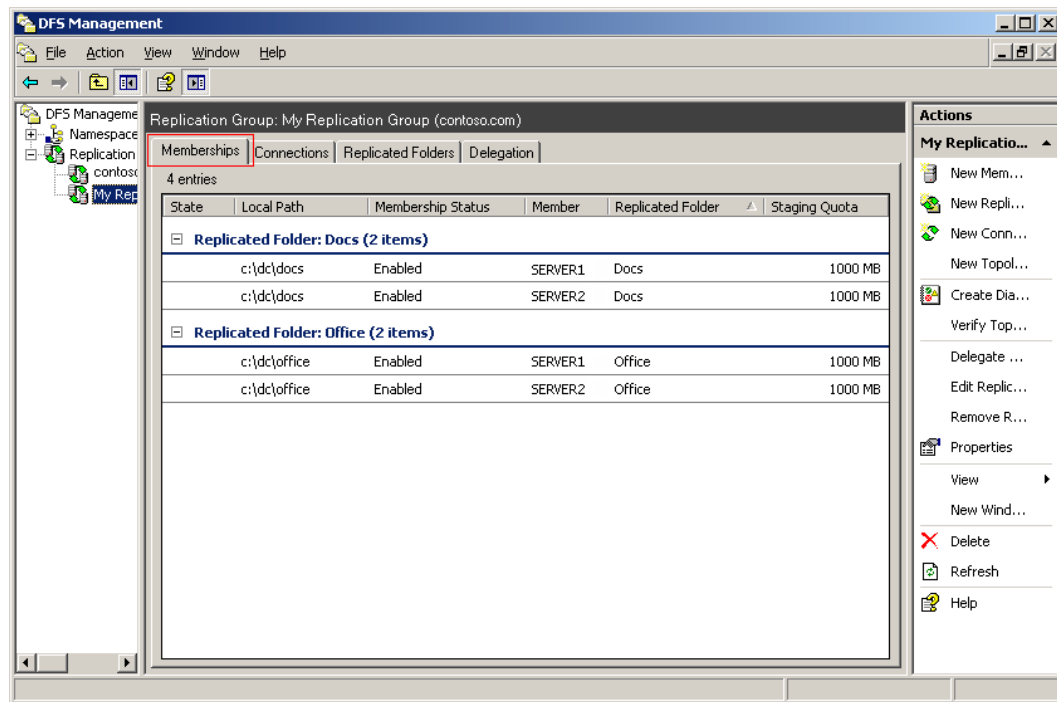 DFS Management
File Action View Window Help
DFS Manageme
Namespace
Replication
contoso
My Rep
Replication Group: My Replication Group (contoso.com)
Memberships Connections Replicated Folders Delegation
4 entries
State Local Path Membership Status Member Replicated Folder Staging Quota
Replicated Folder: Docs (2 items)
c:\dc\docs Enabled SERVER1 Docs 1000 MB
c:\dc\docs Enabled SERVER2 Docs 1000 MB
Replicated Folder: Office (2 items)
c:\dc\office Enabled SERVER1 Office 1000 MB
c:\dc\office Enabled SERVER2 Office 1000 MB
Actions
My Replicatio...
New Mem...
New Repli...
New Conn...
New Topol...
Create Dia...
Verify Top...
Delegate ...
Edit Replic...
Remove R...
Properties
View
New Wind...
Delete
Refresh
Help